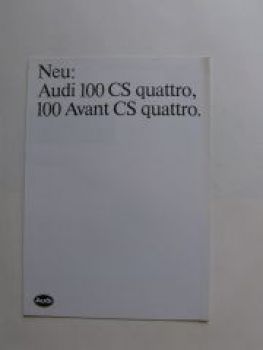 Neu:
Audi 100 CS quattro,
100 Avant CS quattro.
Audi